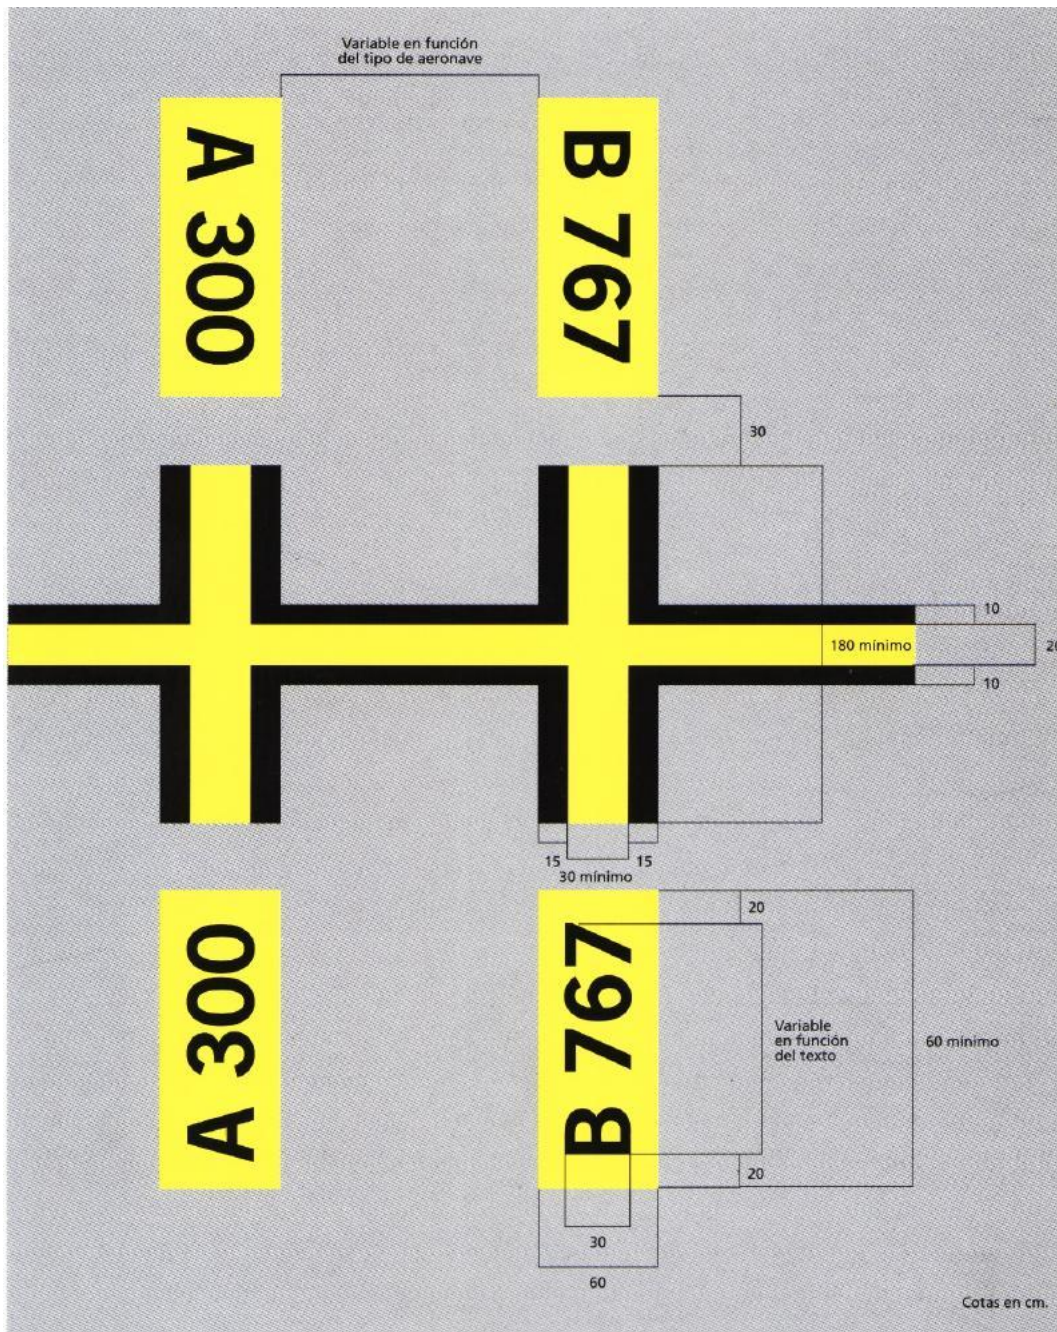 Variable en función
del tipo de aeronave
A 300
B 767
30
10
180 mínimo
10
15
15
30 mínimo
20
A 300
B 767
Variable
en función
del texto
60 mínimo
20
30
60
Cotas en cm.